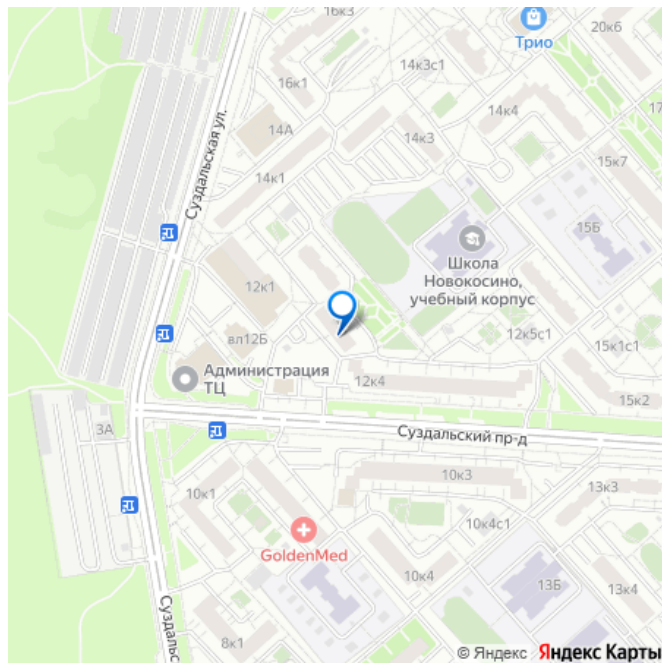 16к3
20к6
Трио
14к3с1
16к1
14к4
17
14А
14к3
15к7
14к1
Суздальская ул.
15Б
Школа
Новокосино,
учебный корпус
12к1
вл12Б
12к5с1
15к1с1
Администрация
ТЦ
12к4
15к2
3А
Суздальский пр-д
10к1
10к3
13к3
10к4с1
GoldenMed
10к4
13Б
13к4
Суздальс
8к1
© Яндекс Яндекс Карты